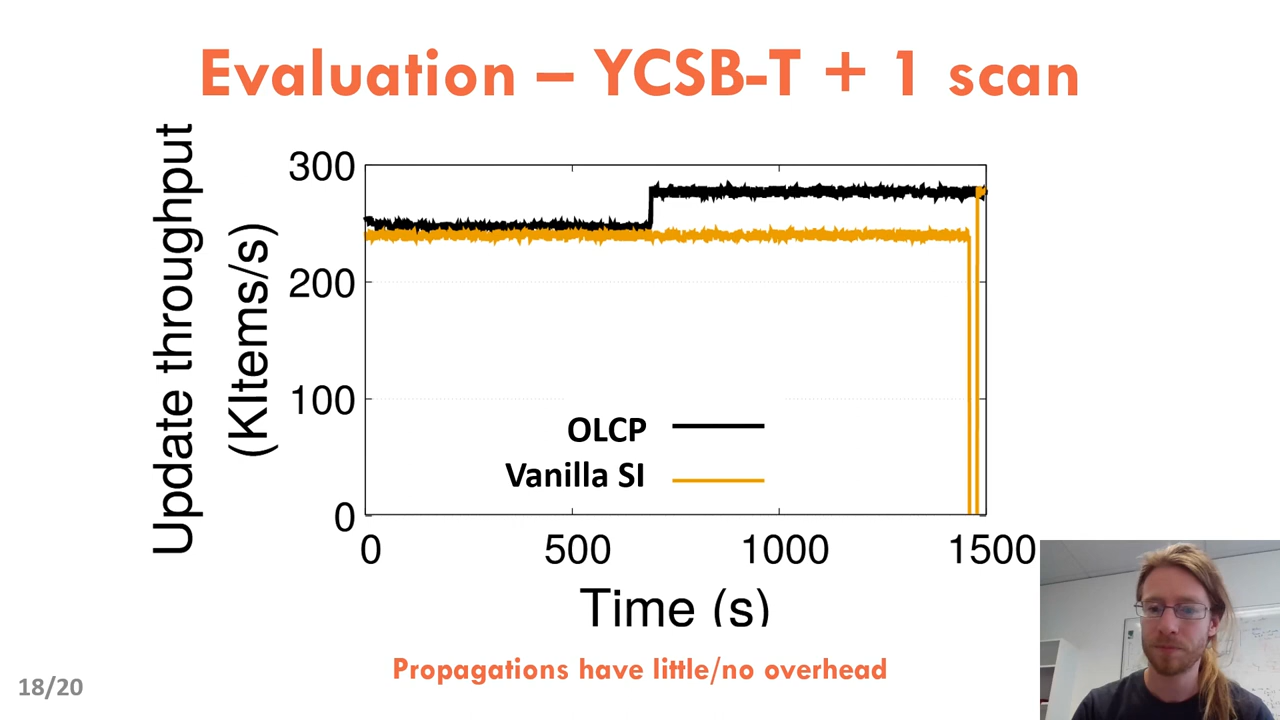 Evaluation – YCSB-T + 1 scan
Update throughput
(KItems/s)
300
200
100
0
OLCP
Vanilla SI
0 500 1000 1500
Time (s)
Propagations have little/no overhead
18/20